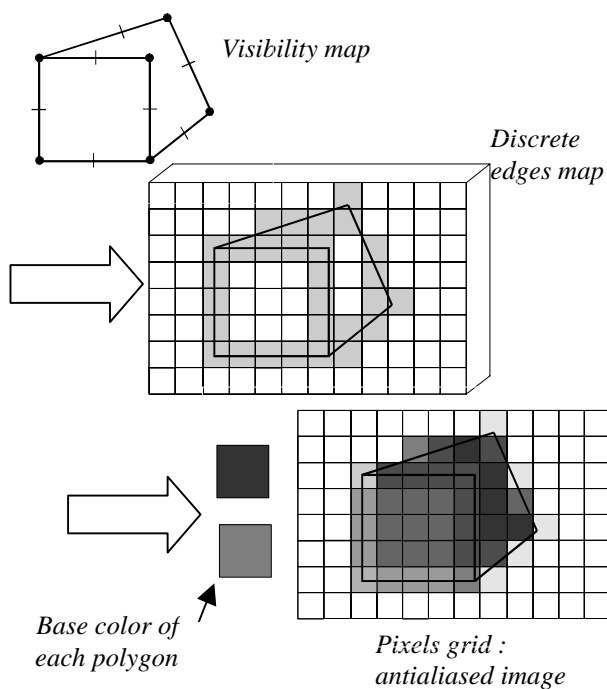 Visibility map
Discrete
edges map
Base color of
each polygon
Pixels grid :
antialiased image